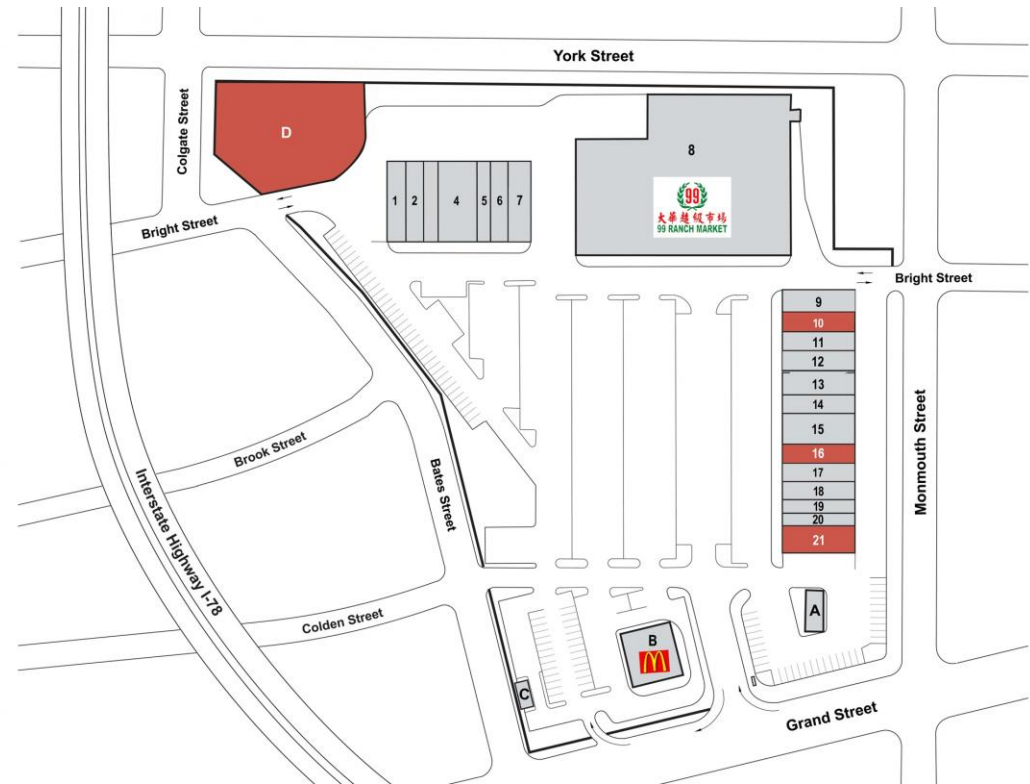 York Street
Colgate Street
D
8
99
大華超級市場
99 RANCH MARKET
1
2
4
5
6
7
Bright Street
Bright Street
9
10
11
12
13
14
15
16
17
18
19
20
21
Monmouth Street
Brook Street
Bates Street
Interstate Highway I-78
Colden Street
A
B
C
Grand Street